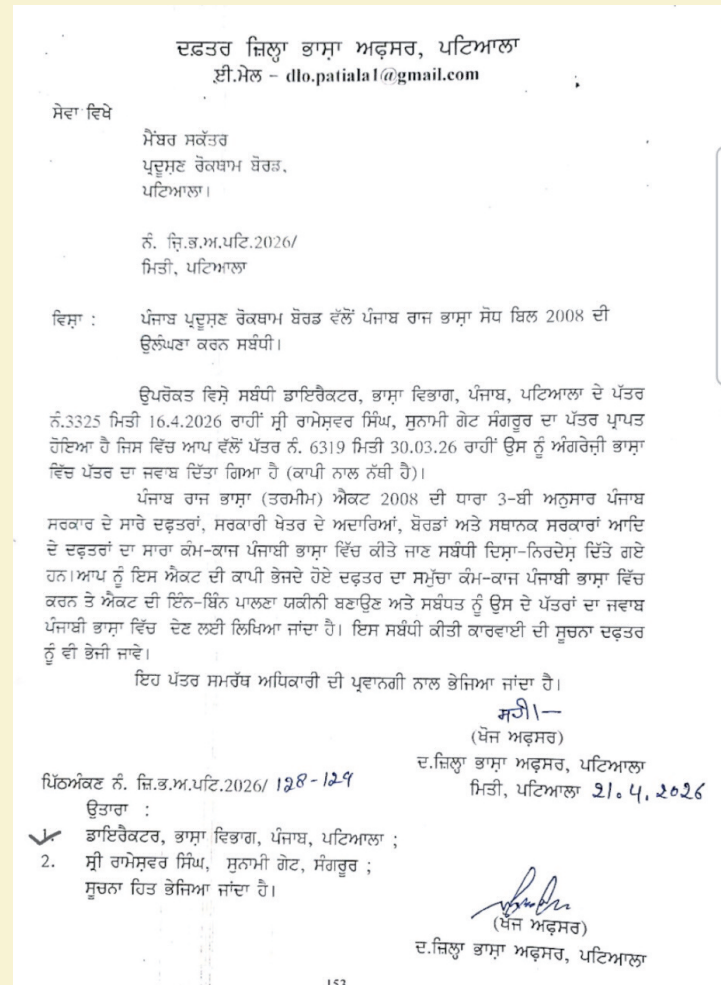 ਦਫ਼ਤਰ ਜ਼ਿਲ੍ਹਾ ਭਾਸ਼ਾ ਅਫ਼ਸਰ, ਪਟਿਆਲਾ
ਈ.ਮੇਲ – dlo.patiala1@gmail.com
ਸੇਵਾ ਵਿਖੇ
ਮੈਂਬਰ ਸਕੱਤਰ
ਪ੍ਰਦੂਸ਼ਣ ਰੋਕਥਾਮ ਬੋਰਡ,
ਪਟਿਆਲਾ।
ਨੰ. ਜ਼ਿ.ਭ.ਅ.ਪਟਿ.2026/
ਮਿਤੀ, ਪਟਿਆਲਾ
ਵਿਸ਼ਾ : ਪੰਜਾਬ ਪ੍ਰਦੂਸ਼ਣ ਰੋਕਥਾਮ ਬੋਰਡ ਵੱਲੋਂ ਪੰਜਾਬ ਰਾਜ ਭਾਸ਼ਾ ਸੋਧ ਬਿਲ 2008 ਦੀ
ਉਲੰਘਣਾ ਕਰਨ ਸਬੰਧੀ।
ਉਪਰੋਕਤ ਵਿਸ਼ੇ ਸਬੰਧੀ ਡਾਇਰੈਕਟਰ, ਭਾਸ਼ਾ ਵਿਭਾਗ, ਪੰਜਾਬ, ਪਟਿਆਲਾ ਦੇ ਪੱਤਰ
ਨੰ.3325 ਮਿਤੀ 16.4.2026 ਰਾਹੀਂ ਸ੍ਰੀ ਰਾਮੇਸ਼ਵਰ ਸਿੰਘ, ਸੁਨਾਮੀ ਗੇਟ ਸੰਗਰੂਰ ਦਾ ਪੱਤਰ ਪ੍ਰਾਪਤ
ਹੋਇਆ ਹੈ ਜਿਸ ਵਿੱਚ ਆਪ ਵੱਲੋਂ ਪੱਤਰ ਨੰ. 6319 ਮਿਤੀ 30.03.26 ਰਾਹੀਂ ਉਸ ਨੂੰ ਅੰਗਰੇਜ਼ੀ ਭਾਸ਼ਾ
ਵਿੱਚ ਪੱਤਰ ਦਾ ਜਵਾਬ ਦਿੱਤਾ ਗਿਆ ਹੈ (ਕਾਪੀ ਨਾਲ ਨੱਥੀ ਹੈ)।
ਪੰਜਾਬ ਰਾਜ ਭਾਸ਼ਾ (ਤਰਮੀਮ) ਐਕਟ 2008 ਦੀ ਧਾਰਾ 3-ਬੀ ਅਨੁਸਾਰ ਪੰਜਾਬ
ਸਰਕਾਰ ਦੇ ਸਾਰੇ ਦਫ਼ਤਰਾਂ, ਸਰਕਾਰੀ ਖੇਤਰ ਦੇ ਅਦਾਰਿਆਂ, ਬੋਰਡਾਂ ਅਤੇ ਸਥਾਨਕ ਸਰਕਾਰਾਂ ਆਦਿ
ਦੇ ਦਫ਼ਤਰਾਂ ਦਾ ਸਾਰਾ ਕੰਮ-ਕਾਜ ਪੰਜਾਬੀ ਭਾਸ਼ਾ ਵਿੱਚ ਕੀਤੇ ਜਾਣ ਸਬੰਧੀ ਦਿਸ਼ਾ-ਨਿਰਦੇਸ਼ ਦਿੱਤੇ ਗਏ
ਹਨ।ਆਪ ਨੂੰ ਇਸ ਐਕਟ ਦੀ ਕਾਪੀ ਭੇਜਦੇ ਹੋਏ ਦਫ਼ਤਰ ਦਾ ਸਮੁੱਚਾ ਕੰਮ-ਕਾਜ ਪੰਜਾਬੀ ਭਾਸ਼ਾ ਵਿੱਚ
ਕਰਨ ਤੇ ਐਕਟ ਦੀ ਇੰਨ-ਬਿੰਨ ਪਾਲਣਾ ਯਕੀਨੀ ਬਣਾਉਣ ਅਤੇ ਸਬੰਧਤ ਨੂੰ ਉਸ ਦੇ ਪੱਤਰਾਂ ਦਾ ਜਵਾਬ
ਪੰਜਾਬੀ ਭਾਸ਼ਾ ਵਿੱਚ ਦੇਣ ਲਈ ਲਿਖਿਆ ਜਾਂਦਾ ਹੈ। ਇਸ ਸਬੰਧੀ ਕੀਤੀ ਕਾਰਵਾਈ ਦੀ ਸੂਚਨਾ ਦਫ਼ਤਰ
ਨੂੰ ਵੀ ਭੇਜੀ ਜਾਵੇ।
ਇਹ ਪੱਤਰ ਸਮਰੱਥ ਅਧਿਕਾਰੀ ਦੀ ਪ੍ਰਵਾਨਗੀ ਨਾਲ ਭੇਜਿਆ ਜਾਂਦਾ ਹੈ।
ਸਹੀ।–
(ਖੋਜ ਅਫ਼ਸਰ)
ਦ.ਜ਼ਿਲ੍ਹਾ ਭਾਸ਼ਾ ਅਫ਼ਸਰ, ਪਟਿਆਲਾ
ਪਿੱਠਅੰਕਣ ਨੰ. ਜ਼ਿ.ਭ.ਅ.ਪਟਿ.2026/ 128-129 ਮਿਤੀ, ਪਟਿਆਲਾ 21.4.2026
ਉਤਾਰਾ :
1. ਡਾਇਰੈਕਟਰ, ਭਾਸ਼ਾ ਵਿਭਾਗ, ਪੰਜਾਬ, ਪਟਿਆਲਾ ;
2. ਸ੍ਰੀ ਰਾਮੇਸ਼ਵਰ ਸਿੰਘ, ਸੁਨਾਮੀ ਗੇਟ, ਸੰਗਰੂਰ ;
ਸੂਚਨਾ ਹਿਤ ਭੇਜਿਆ ਜਾਂਦਾ ਹੈ।
(ਖੋਜ ਅਫ਼ਸਰ)
ਦ.ਜ਼ਿਲ੍ਹਾ ਭਾਸ਼ਾ ਅਫ਼ਸਰ, ਪਟਿਆਲਾ